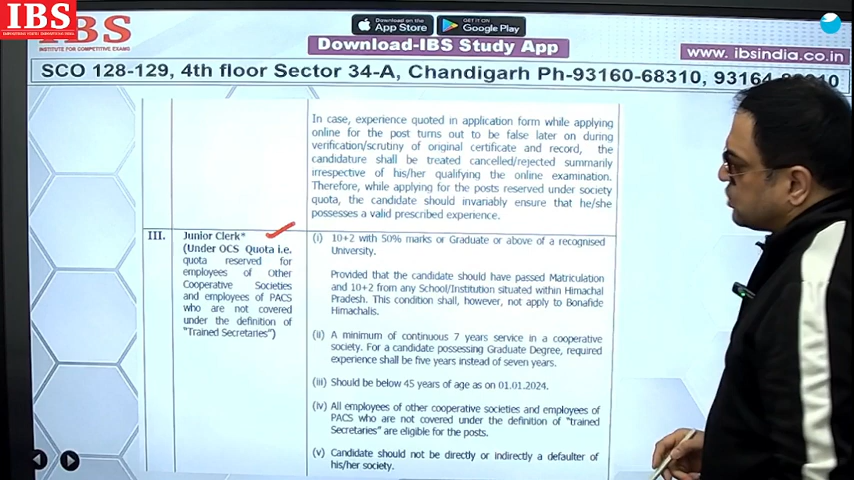 IBS
IBS
INSTITUTE FOR COMPETITIVE EXAMS
Download on the
App Store
GET IT ON
Google Play
Download-IBS Study App
www. ibsindia.co.in
SCO 128-129, 4th floor Sector 34-A, Chandigarh Ph-93160-68310, 93164
In case, experience quoted in application form while applying
online for the post turns out to be false later on during
verification/scrutiny of original certificate and record, the
candidature shall be treated cancelled/rejected summarily
irrespective of his/her qualifying the online examination.
Therefore, while applying for the posts reserved under society
quota, the candidate should invariably ensure that he/she
possesses a valid prescribed experience.
III.
Junior Clerk*
(Under OCS Quota i.e.
quota reserved for
employees of Other
Cooperative Societies
and employees of PACS
who are not covered
under the definition of
"Trained Secretaries")
(i) 10+2 with 50% marks or Graduate or above of a recognised
University.
Provided that the candidate should have passed Matriculation
and 10+2 from any School/Institution situated within Himachal
Pradesh. This condition shall, however, not apply to Bonafide
Himachalis.
(ii) A minimum of continuous 7 years service in a cooperative
society. For a candidate possessing Graduate Degree, required
experience shall be five years instead of seven years.
(iii) Should be below 45 years of age as on 01.01.2024.
(iv) All employees of other cooperative societies and employees of
PACS who are not covered under the definition of "trained
Secretaries" are eligible for the posts.
(v) Candidate should not be directly or indirectly a defaulter of
his/her society.